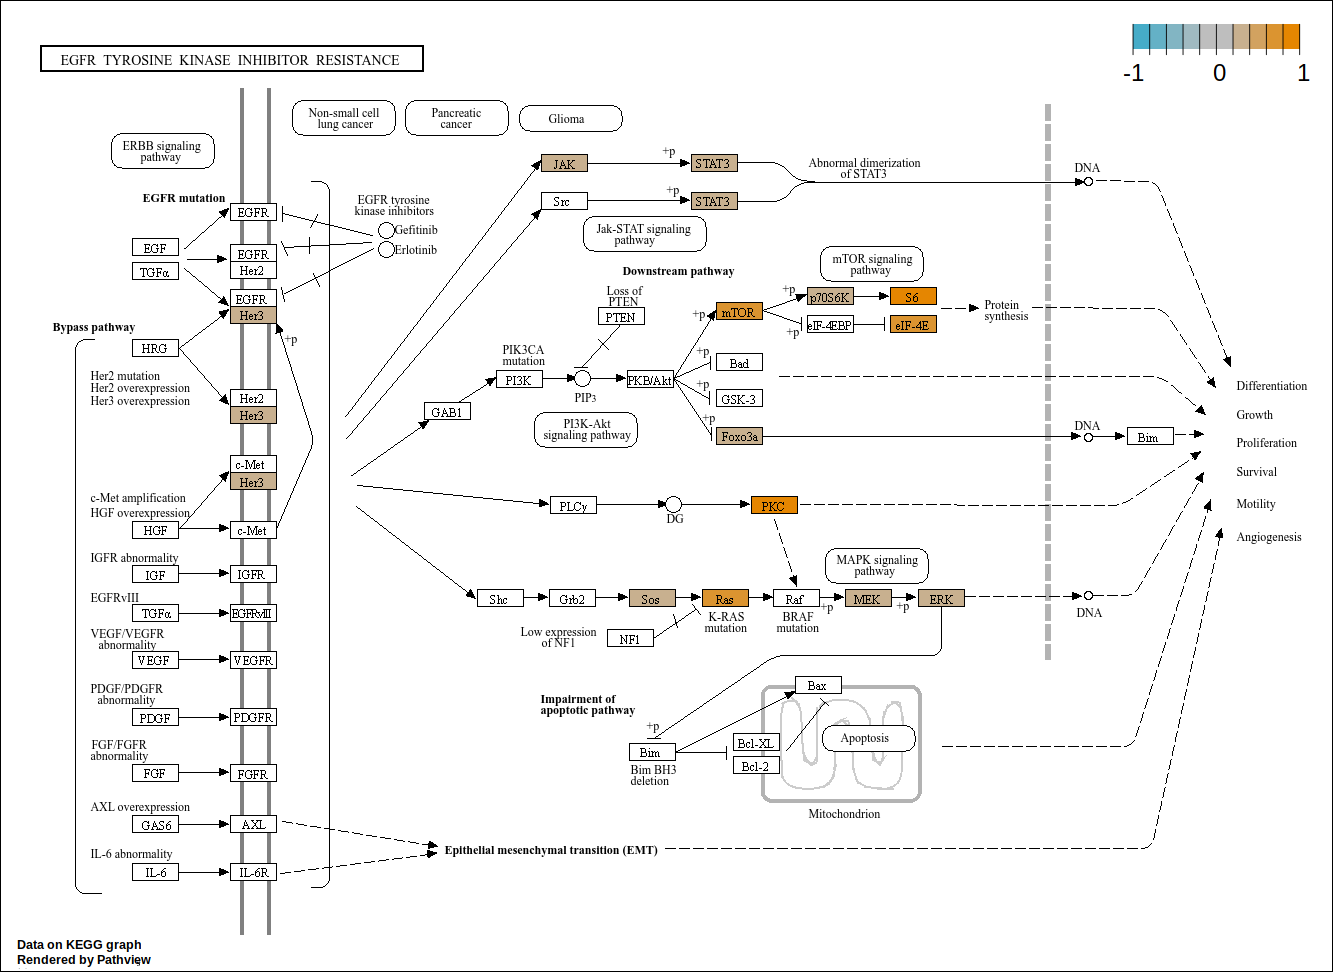 -1 0 1
EGFR TYROSINE KINASE INHIBITOR RESISTANCE
Non-small cell
lung cancer
Pancreatic
cancer
Glioma
ERBB signaling
pathway
EGFR mutation
EGFR
EGF
TGFα
EGFR
Her2
EGFR
Her3
EGFR tyrosine
kinase inhibitors
Gefitinib
Erlotinib
Bypass pathway
HRG
+p
Her2 mutation
Her2 overexpression
Her3 overexpression
Her2
Her3
c-Met
Her3
c-Met amplification
HGF overexpression
HGF
c-Met
IGFR abnormality
IGF
IGFR
EGFRvIII
TGFα
EGFRvIII
VEGF/VEGFR
abnormality
VEGF
VEGFR
PDGF/PDGFR
abnormality
PDGF
PDGFR
FGF/FGFR
abnormality
FGF
FGFR
AXL overexpression
GAS6
AXL
IL-6 abnormality
IL-6
IL-6R
JAK
+p
STAT3
Src
+p
STAT3
Abnormal dimerization
of STAT3
DNA
Jak-STAT signaling
pathway
Downstream pathway
mTOR signaling
pathway
Loss of
PTEN
PTEN
+p
mTOR
+p
p70S6K
S6
+p
eIF-4EBP
eIF-4E
Protein
synthesis
PIK3CA
mutation
PI3K
PIP3
PKB/Akt
+p
Bad
+p
GSK-3
+p
Foxo3a
GAB1
PI3K-Akt
signaling pathway
DNA
Bim
PLCγ
DG
PKC
MAPK signaling
pathway
Shc
Grb2
Sos
Ras
Raf
+p
MEK
+p
ERK
DNA
Low expression
of NF1
NF1
K-RAS
mutation
BRAF
mutation
Impairment of
apoptotic pathway
+p
Bim
Bim BH3
deletion
Bax
Bcl-XL
Bcl-2
Apoptosis
Mitochondrion
Epithelial mesenchymal transition (EMT)
Differentiation
Growth
Proliferation
Survival
Motility
Angiogenesis
Data on KEGG graph
Rendered by Pathview